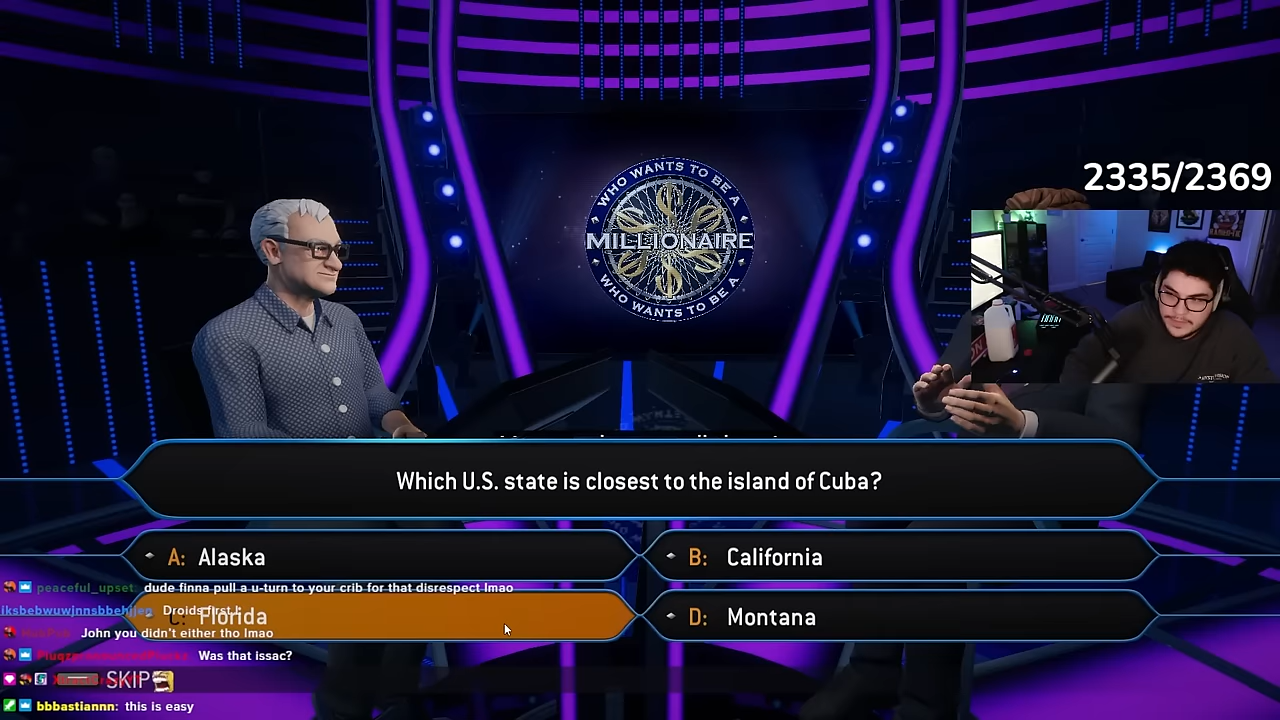 WHO WANTS TO BE A
MILLIONAIRE
WHO WANTS TO BE A
2335/2369
Which U.S. state is closest to the island of Cuba?
A: Alaska
B: California
C: Florida
D: Montana
peaceful_upset: dude finna pull a u-turn to your crib for that disrespect lmao
Droids first
John you didn't either tho lmao
Was that issac?
SKIP
bbbastiannn: this is easy